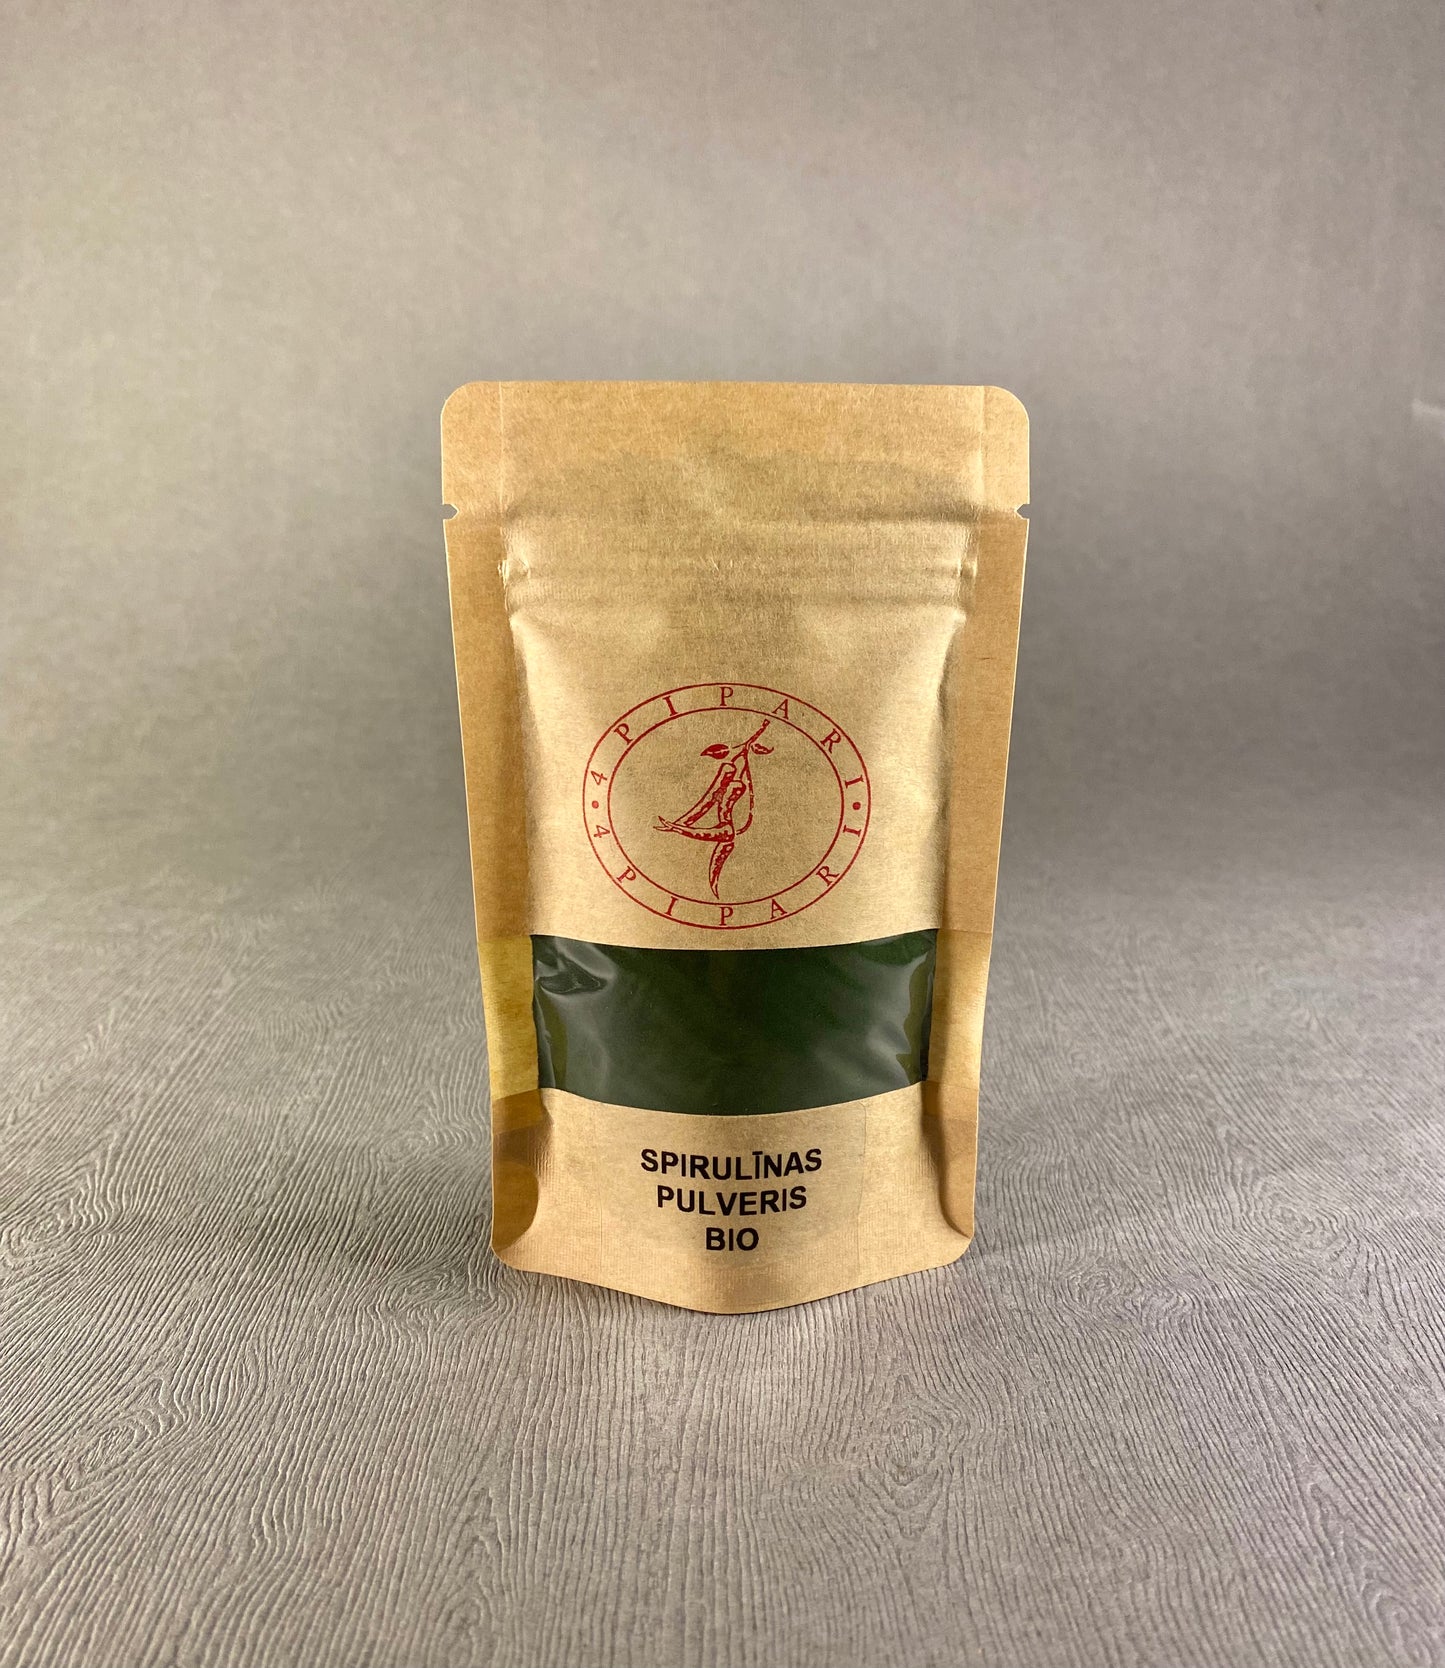 4 PIPARI
4 PIPARI
SPIRULĪNAS
PULVERIS
BIO